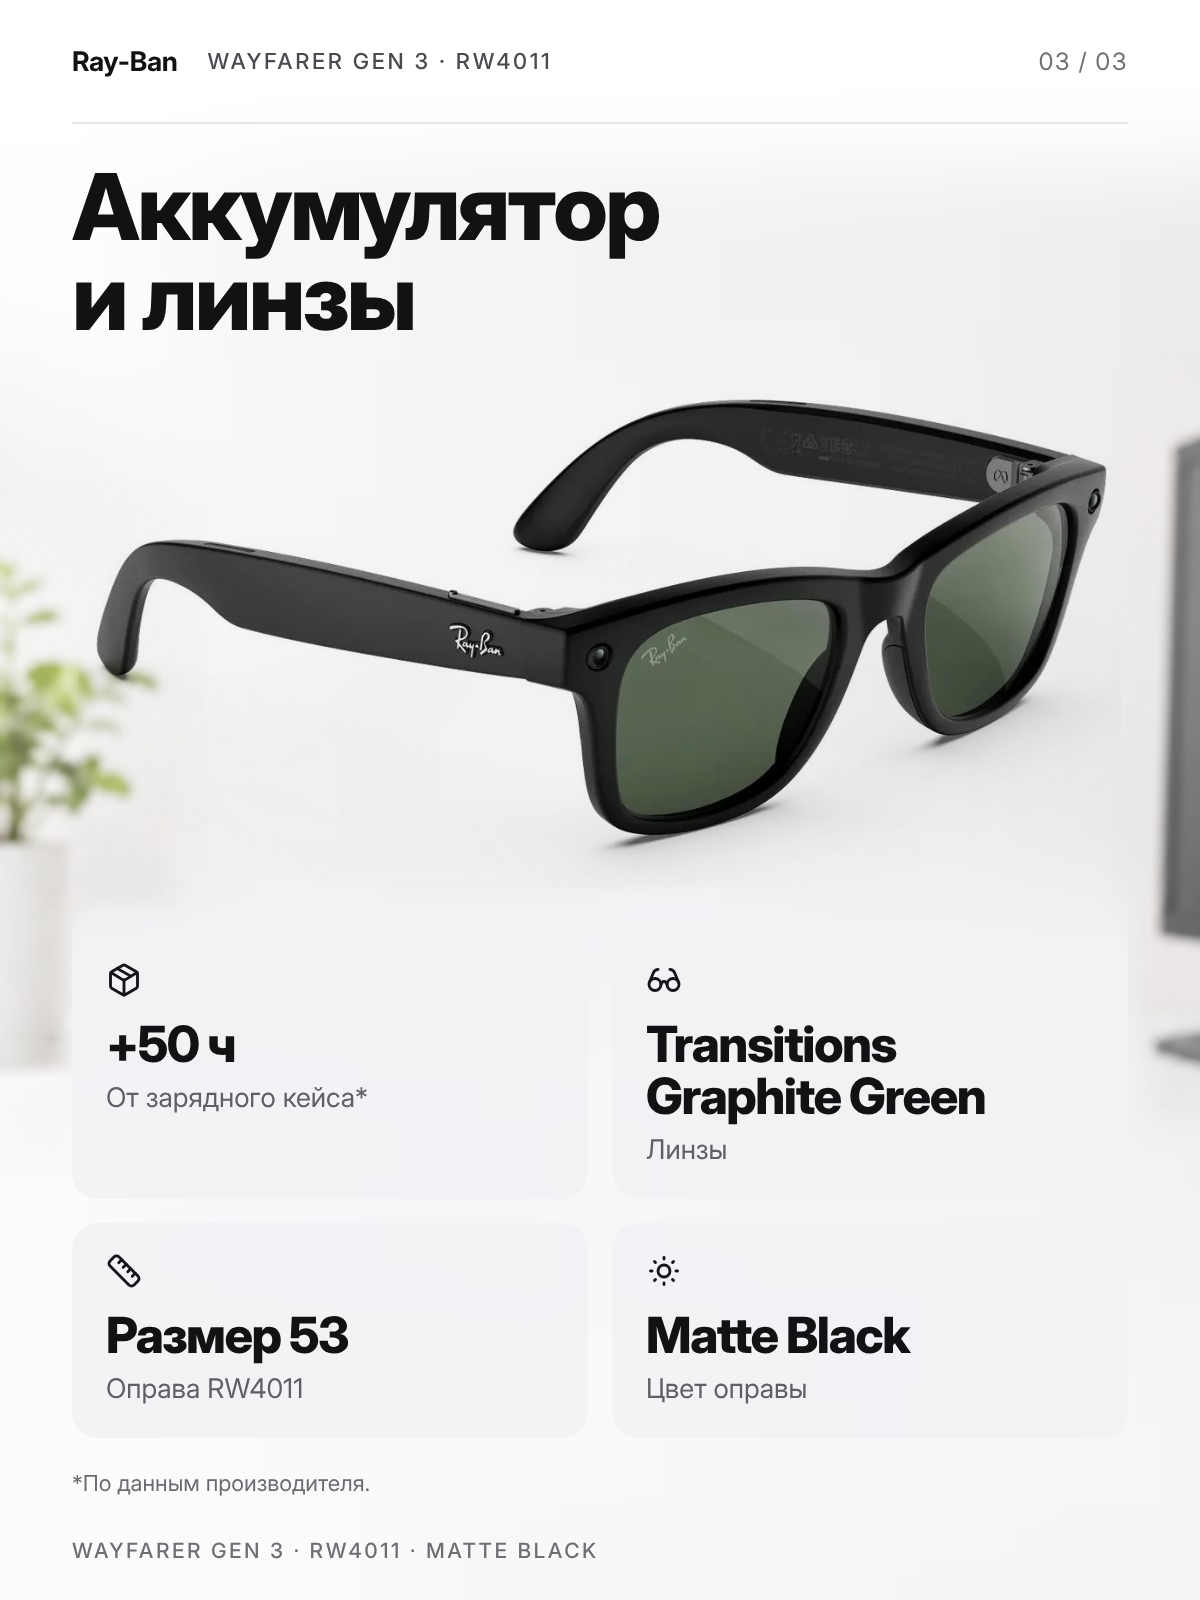 Ray-Ban WAYFARER GEN 3 · RW4011 03 / 03
Аккумулятор
и линзы
Ray-Ban
Ray-Ban
+50 ч
От зарядного кейса*
Transitions
Graphite Green
Линзы
Размер 53
Оправа RW4011
Matte Black
Цвет оправы
*По данным производителя.
WAYFARER GEN 3 · RW4011 · MATTE BLACK